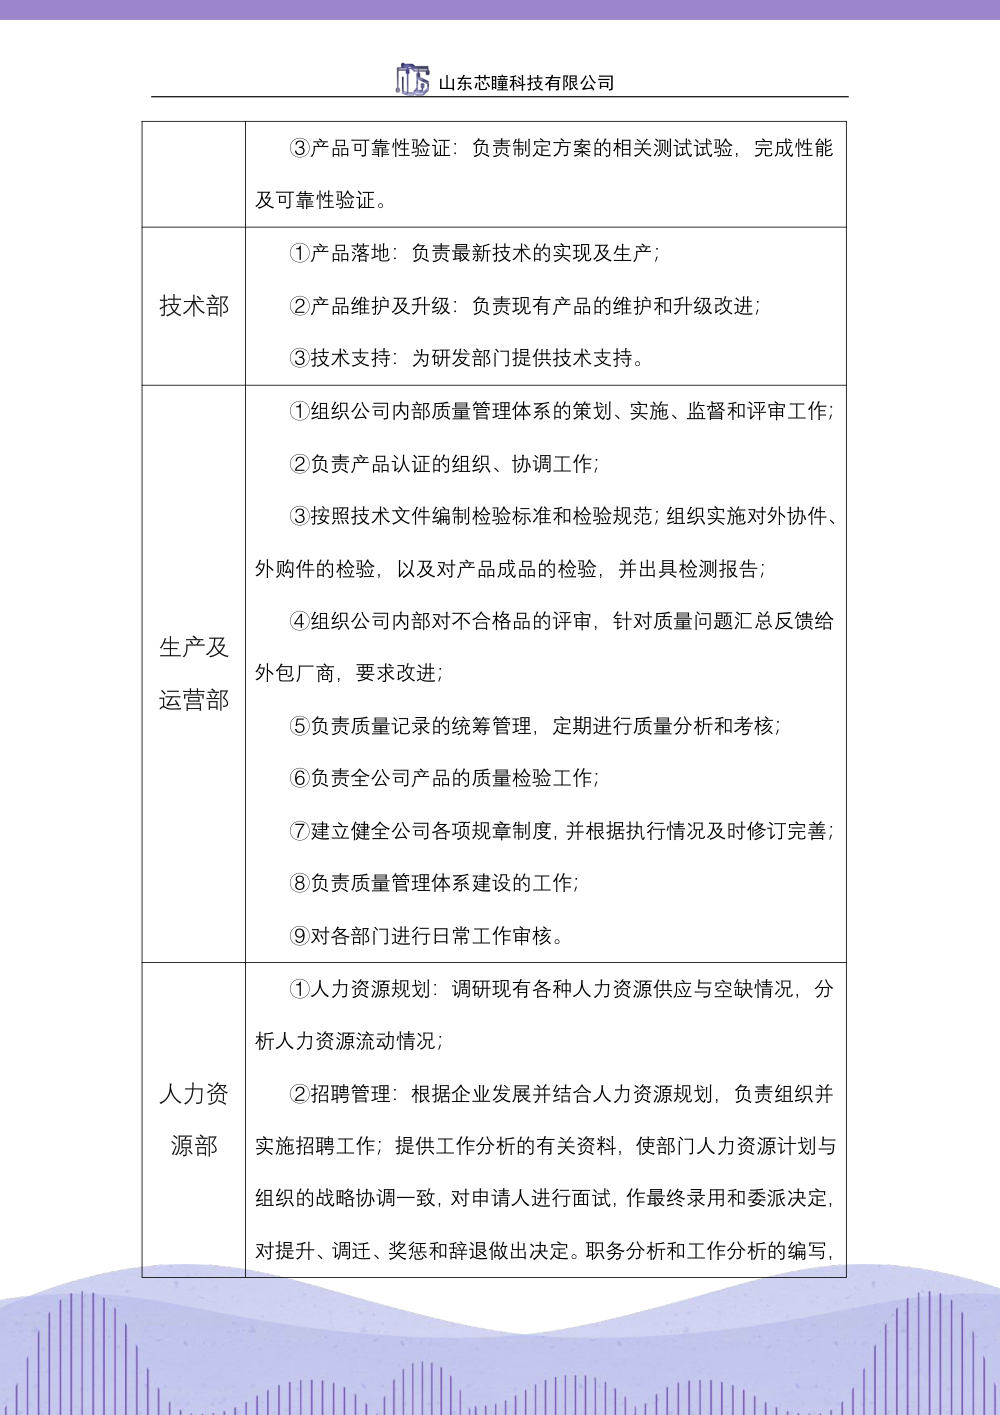 山东芯瞳科技有限公司
③产品可靠性验证：负责制定方案的相关测试试验，完成性能
及可靠性验证。
技术部
①产品落地：负责最新技术的实现及生产；
②产品维护及升级：负责现有产品的维护和升级改进；
③技术支持：为研发部门提供技术支持。
生产及
运营部
①组织公司内部质量管理体系的策划、实施、监督和评审工作；
②负责产品认证的组织、协调工作；
③按照技术文件编制检验标准和检验规范；组织实施对外协件、
外购件的检验，以及对产品成品的检验，并出具检测报告；
④组织公司内部对不合格品的评审，针对质量问题汇总反馈给
外包厂商，要求改进；
⑤负责质量记录的统筹管理，定期进行质量分析和考核；
⑥负责全公司产品的质量检验工作；
⑦建立健全公司各项规章制度，并根据执行情况及时修订完善；
⑧负责质量管理体系建设的工作；
⑨对各部门进行日常工作审核。
人力资
源部
①人力资源规划：调研现有各种人力资源供应与空缺情况，分
析人力资源流动情况；
②招聘管理：根据企业发展并结合人力资源规划，负责组织并
实施招聘工作；提供工作分析的有关资料，使部门人力资源计划与
组织的战略协调一致，对申请人进行面试，作最终录用和委派决定，
对提升、调迁、奖惩和辞退做出决定。职务分析和工作分析的编写，